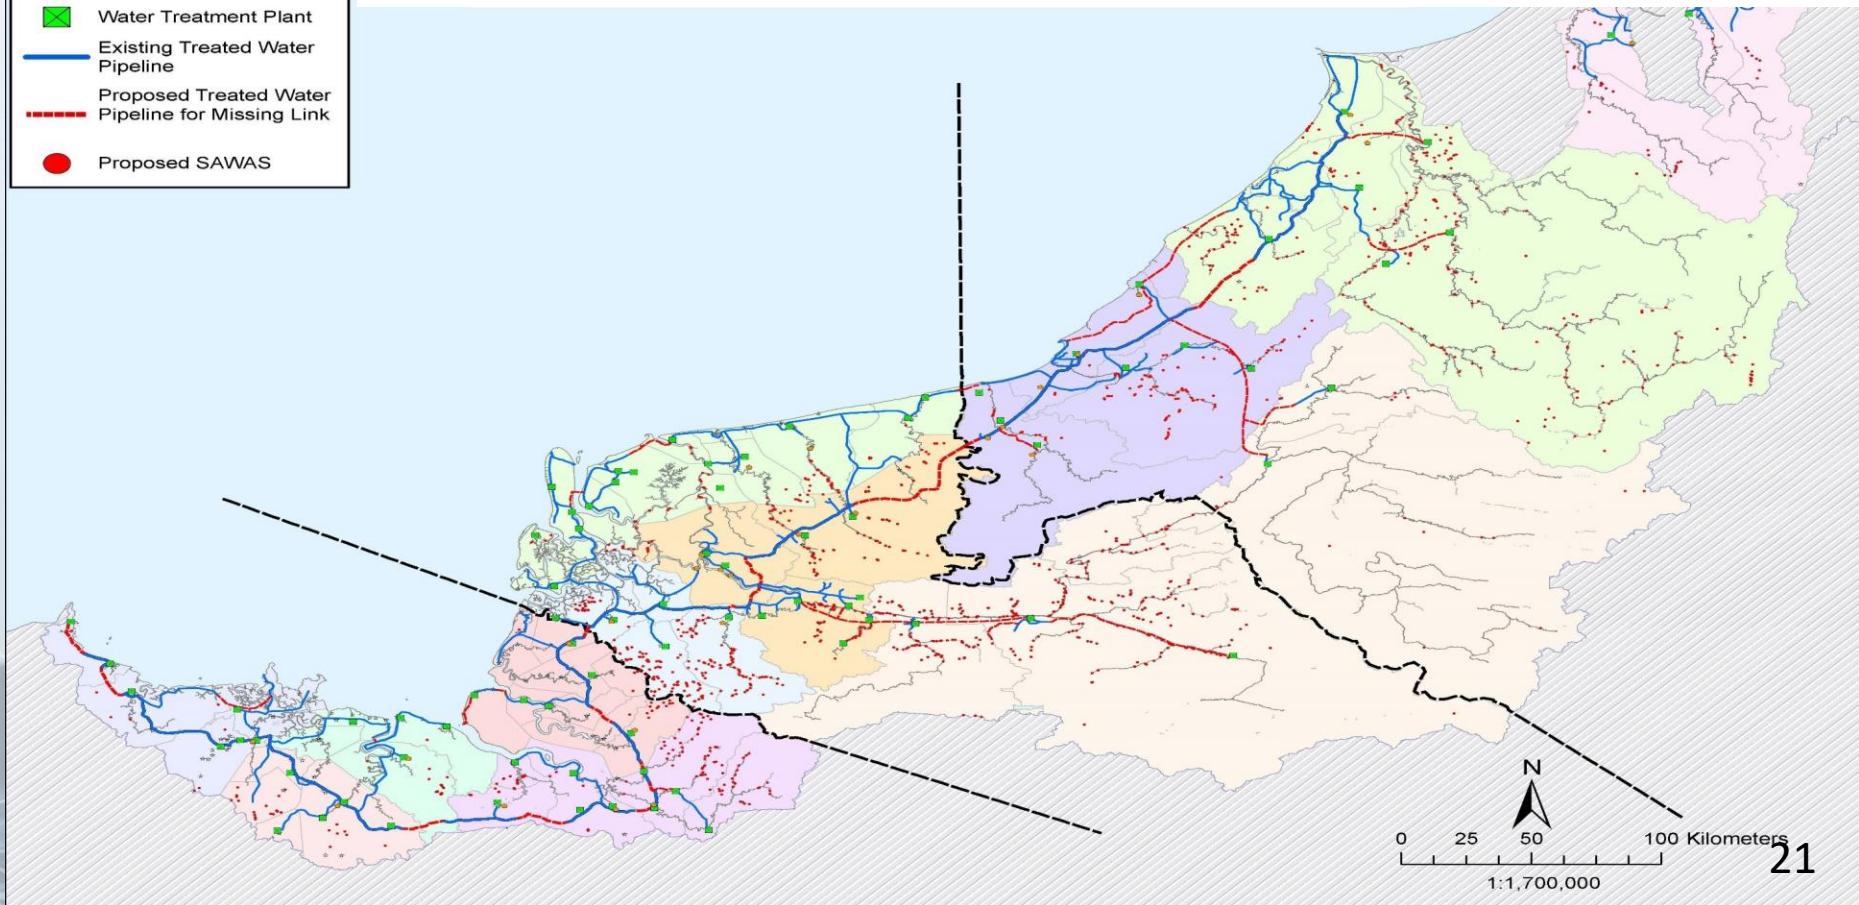 Water Treatment Plant
Existing Treated Water
Pipeline
Proposed Treated Water
Pipeline for Missing Link
Proposed SAWAS
N
0 25 50 100 Kilometers
1:1,700,000
21